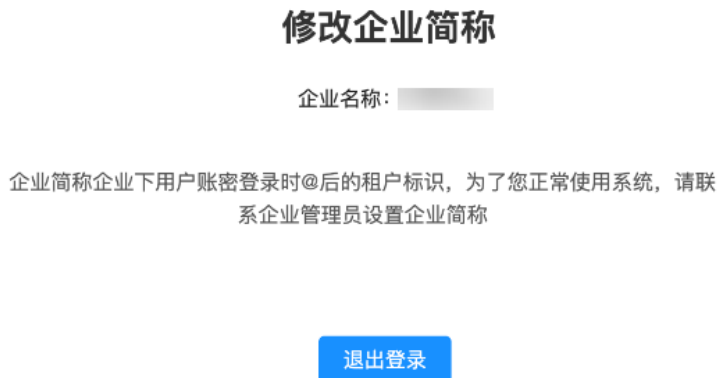 修改企业简称
企业名称：
企业简称企业下用户账密登录时@后的租户标识，为了您正常使用系统，请联
系企业管理员设置企业简称
退出登录